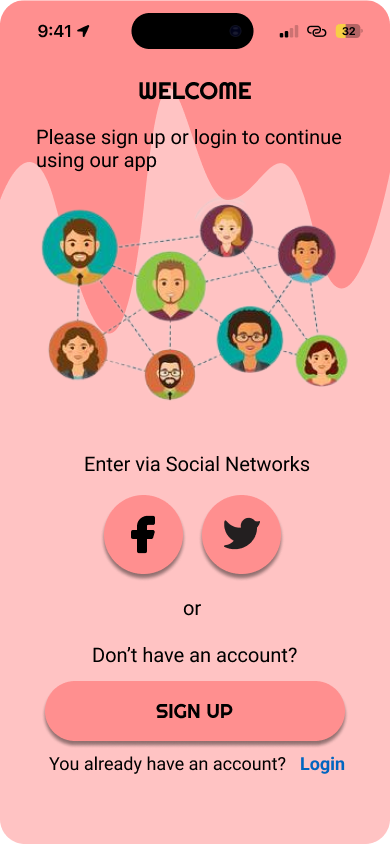 9:41
32
WELCOME
Please sign up or login to continue
using our app
Enter via Social Networks
or
Don’t have an account?
SIGN UP
You already have an account? Login